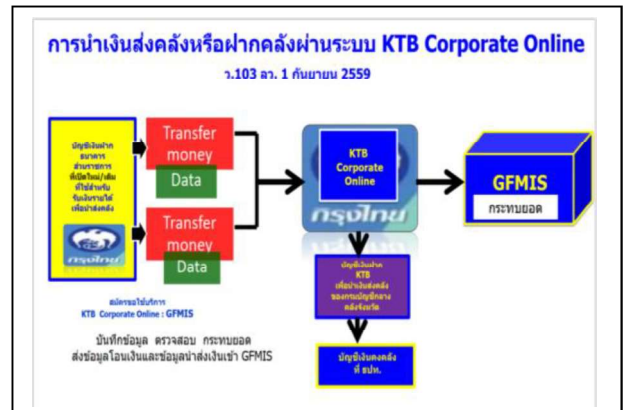 การนำเงินส่งคลังหรือฝากคลังผ่านระบบ KTB Corporate Online
ว.103 ลว. 1 กันยายน 2559
บัญชีเงินฝาก
ธนาคาร
ส่วนราชการ
ที่เปิดใหม่/เดิม
ที่ใช้สำหรับ
รับเงินรายได้
เพื่อนำส่งคลัง
กรุงไทย
Transfer
money
Data
Transfer
money
Data
KTB
Corporate
Online
กรุงไทย
GFMIS
กระทบยอด
บัญชีเงินฝาก
KTB
เพื่อนำเงินส่งคลัง
ของกรมบัญชีกลาง
คลังจังหวัด
บัญชีเงินคงคลัง
ที่ ธปท.
สมัครขอใช้บริการ
KTB Corporate Online : GFMIS
บันทึกข้อมูล ตรวจสอบ กระทบยอด
ส่งข้อมูลโอนเงินและข้อมูลนำส่งเงินเข้า GFMIS